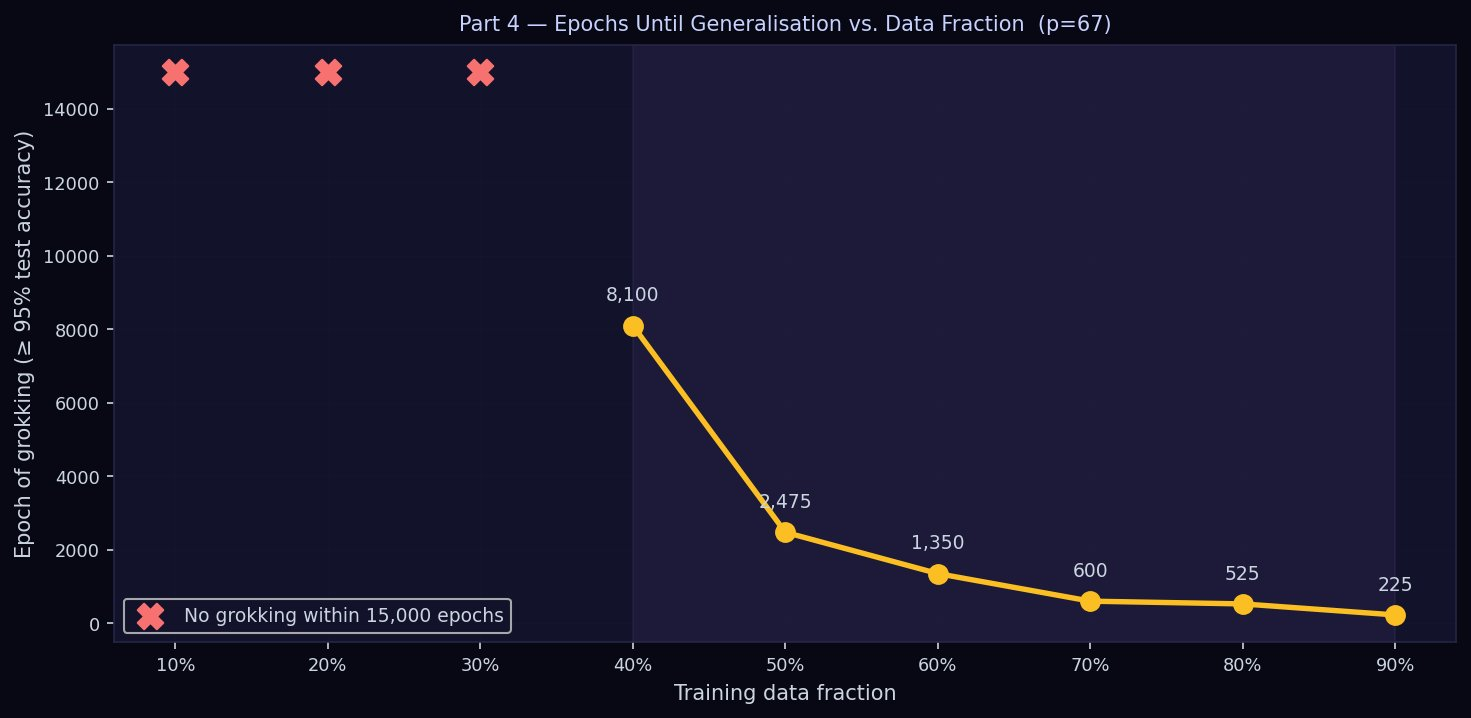 Part 4 — Epochs Until Generalisation vs. Data Fraction (p=67)
Epoch of grokking (≥ 95% test accuracy)
14000
12000
10000
8000
6000
4000
2000
0
8,100
2,475
1,350
600
525
225
No grokking within 15,000 epochs
10% 20% 30% 40% 50% 60% 70% 80% 90%
Training data fraction